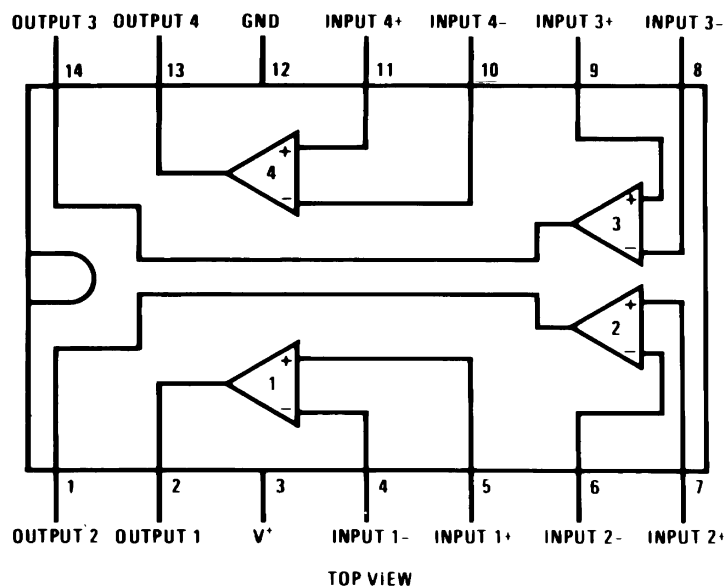 OUTPUT 3 OUTPUT 4 GND INPUT 4+ INPUT 4- INPUT 3+ INPUT 3-
14 13 12 11 10 9 8
+
4
-
+
3
-
+
2
-
+
1
-
1 2 3 4 5 6 7
OUTPUT 2 OUTPUT 1 V+ INPUT 1- INPUT 1+ INPUT 2- INPUT 2+
TOP VIEW